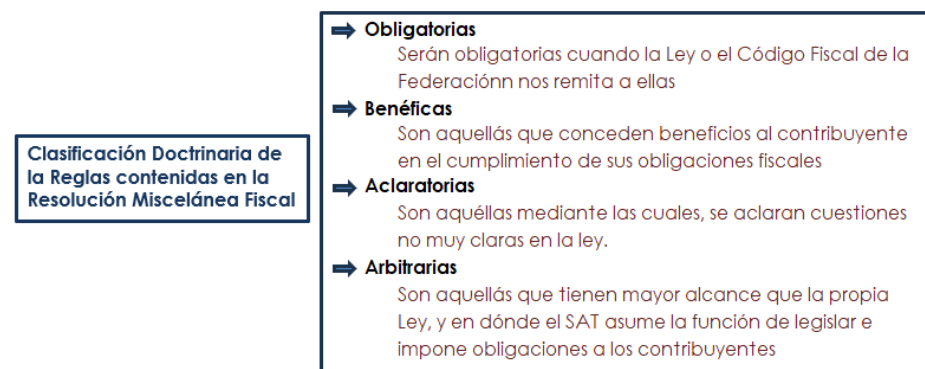 Clasificación Doctrinaria de
la Reglas contenidas en la
Resolución Miscelánea Fiscal
Obligatorias
Serán obligatorias cuando la Ley o el Código Fiscal de la
Federaciónn nos remita a ellas
Benéficas
Son aquellás que conceden beneficios al contribuyente
en el cumplimiento de sus obligaciones fiscales
Aclaratorias
Son aquéllas mediante las cuales, se aclaran cuestiones
no muy claras en la ley.
Arbitrarias
Son aquellás que tienen mayor alcance que la propia
Ley, y en dónde el SAT asume la función de legislar e
impone obligaciones a los contribuyentes